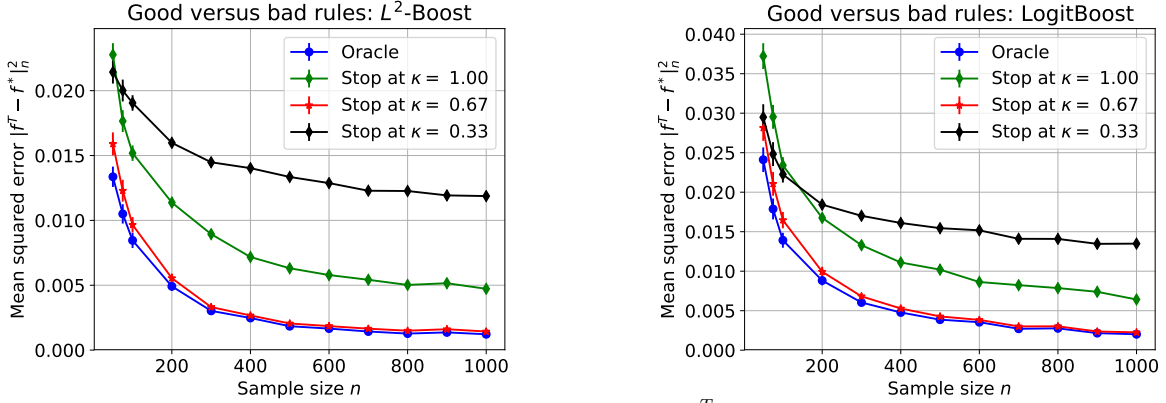 Good versus bad rules: L²-Boost
Mean squared error |f^T − f^*|²_n
0.020
0.015
0.010
0.005
0.000
Oracle
Stop at κ = 1.00
Stop at κ = 0.67
Stop at κ = 0.33
200 400 600 800 1000
Sample size n
Good versus bad rules: LogitBoost
Mean squared error |f^T − f^*|²_n
0.040
0.035
0.030
0.025
0.020
0.015
0.010
0.005
0.000
Oracle
Stop at κ = 1.00
Stop at κ = 0.67
Stop at κ = 0.33
200 400 600 800 1000
Sample size n
T